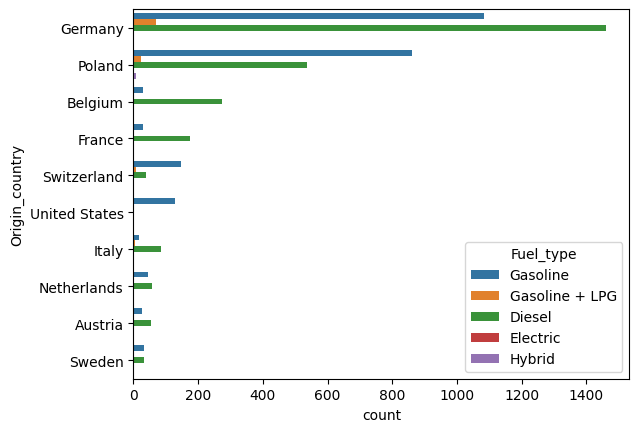 Origin_country
Germany
Poland
Belgium
France
Switzerland
United States
Italy
Netherlands
Austria
Sweden
Fuel_type
Gasoline
Gasoline + LPG
Diesel
Electric
Hybrid
0 200 400 600 800 1000 1200 1400
count